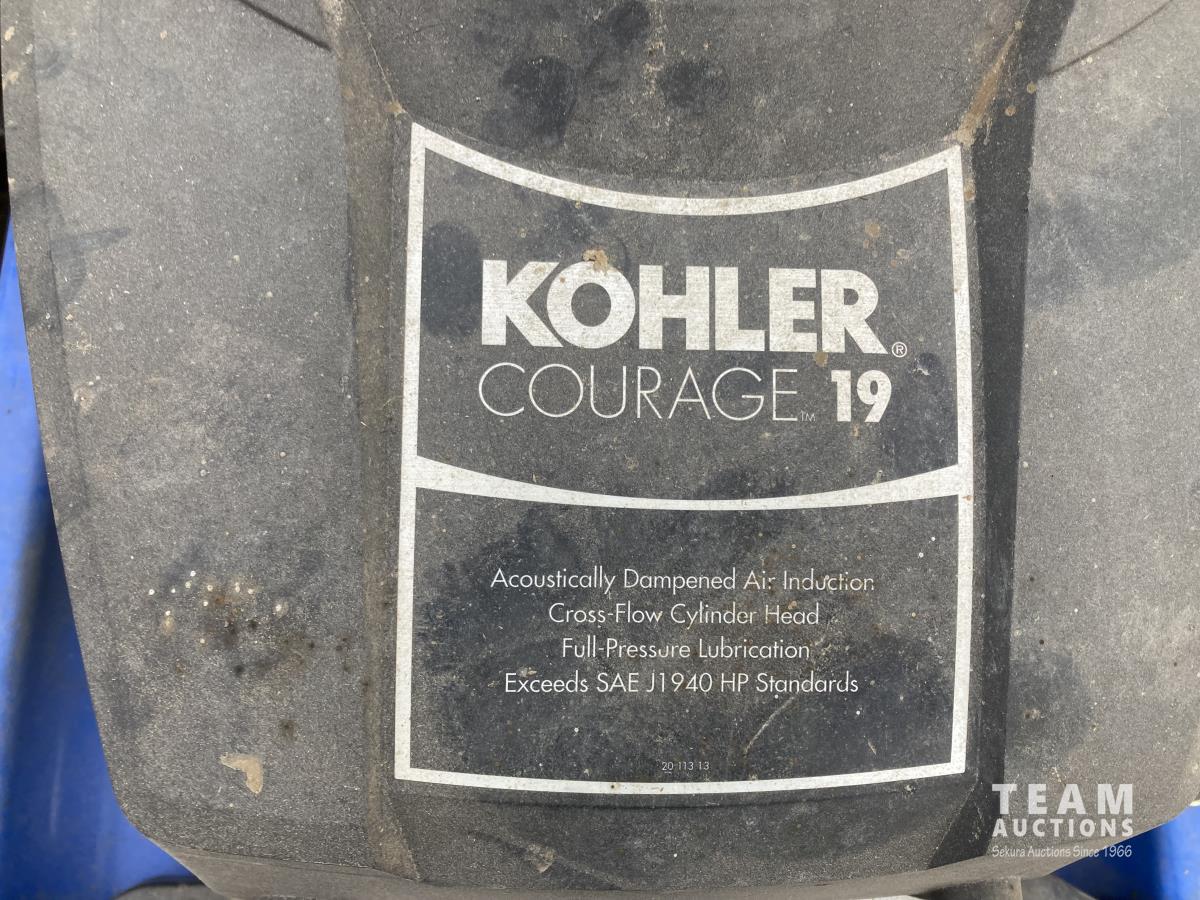 KOHLER®
COURAGE™ 19
Acoustically Dampened Air Induction
Cross-Flow Cylinder Head
Full-Pressure Lubrication
Exceeds SAE J1940 HP Standards
20 113 13
TEAM
AUCTIONS
Sekura Auctions Since 1966